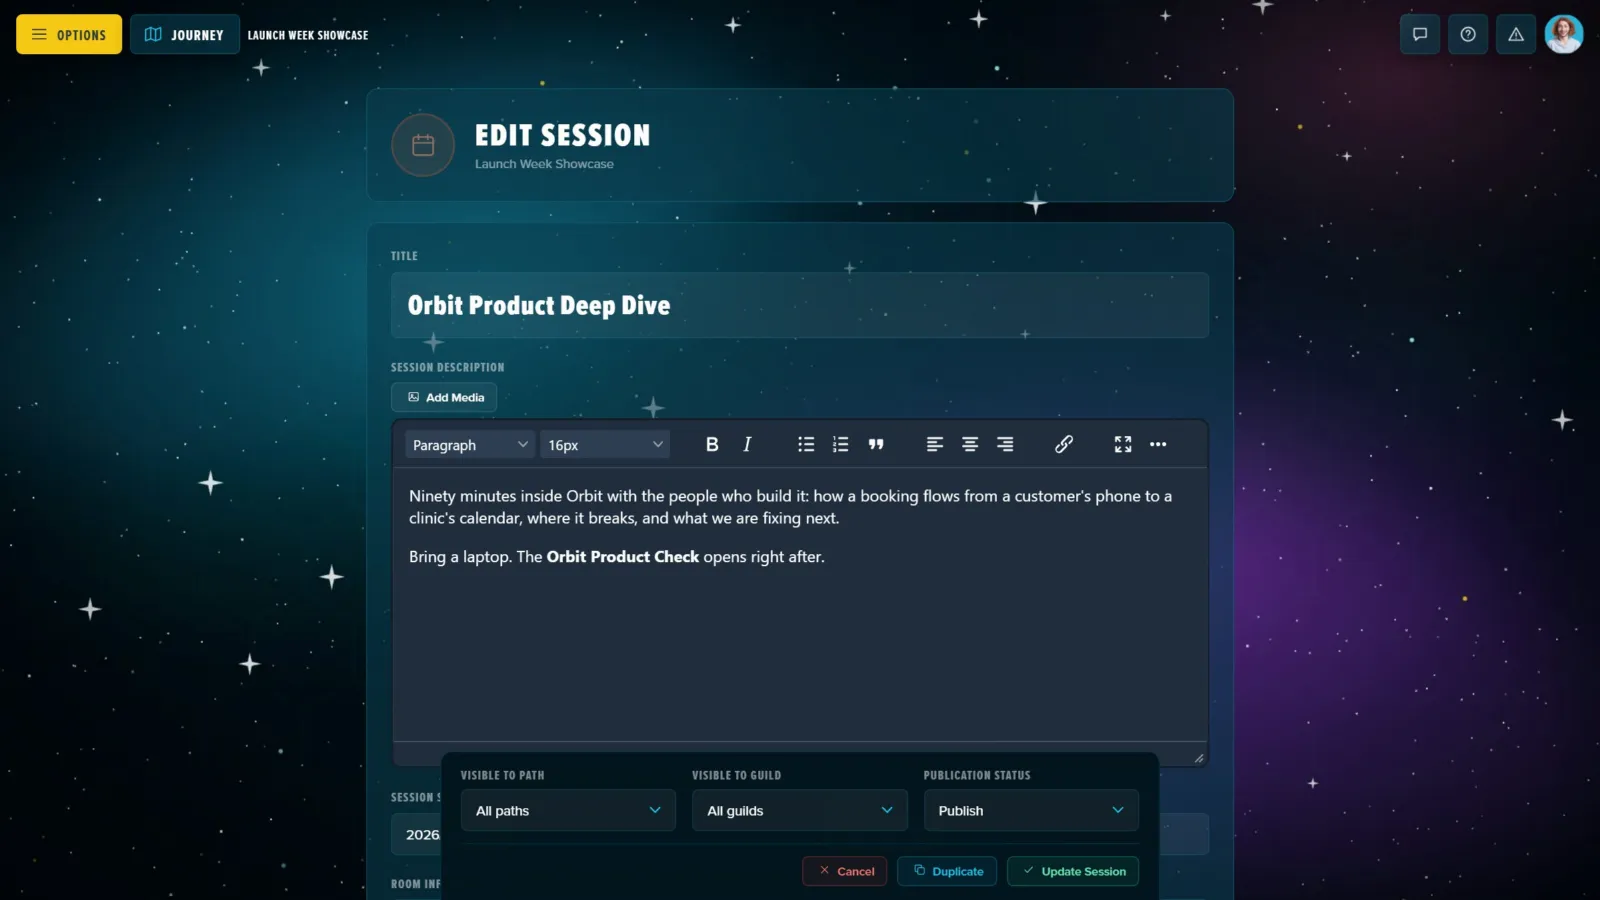 OPTIONS
JOURNEY
LAUNCH WEEK SHOWCASE
EDIT SESSION
Launch Week Showcase
TITLE
Orbit Product Deep Dive
SESSION DESCRIPTION
Add Media
Paragraph
16px
B I
Ninety minutes inside Orbit with the people who build it: how a booking flows from a customer's phone to a
clinic's calendar, where it breaks, and what we are fixing next.
Bring a laptop. The Orbit Product Check opens right after.
VISIBLE TO PATH
VISIBLE TO GUILD
PUBLICATION STATUS
All paths
All guilds
Publish
SESSION
2026
ROOM
Cancel
Duplicate
Update Session